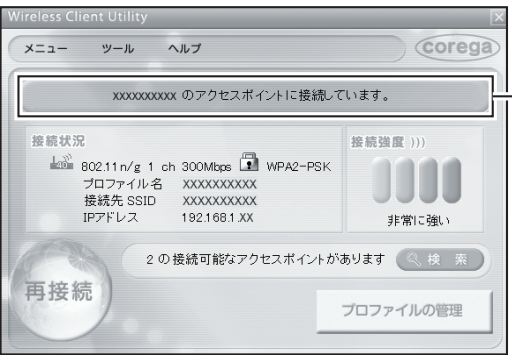 Wireless Client Utility
メニュー ツール ヘルプ corega
xxxxxxxxxx のアクセスポイントに接続しています。
接続状況
802.11n/g 1 ch 300Mbps WPA2-PSK
プロファイル名 XXXXXXXXXX
接続先 SSID XXXXXXXXXX
IPアドレス 192.168.1.XX
接続強度 )))
非常に強い
2 の接続可能なアクセスポイントがあります 検 索
再接続
プロファイルの管理